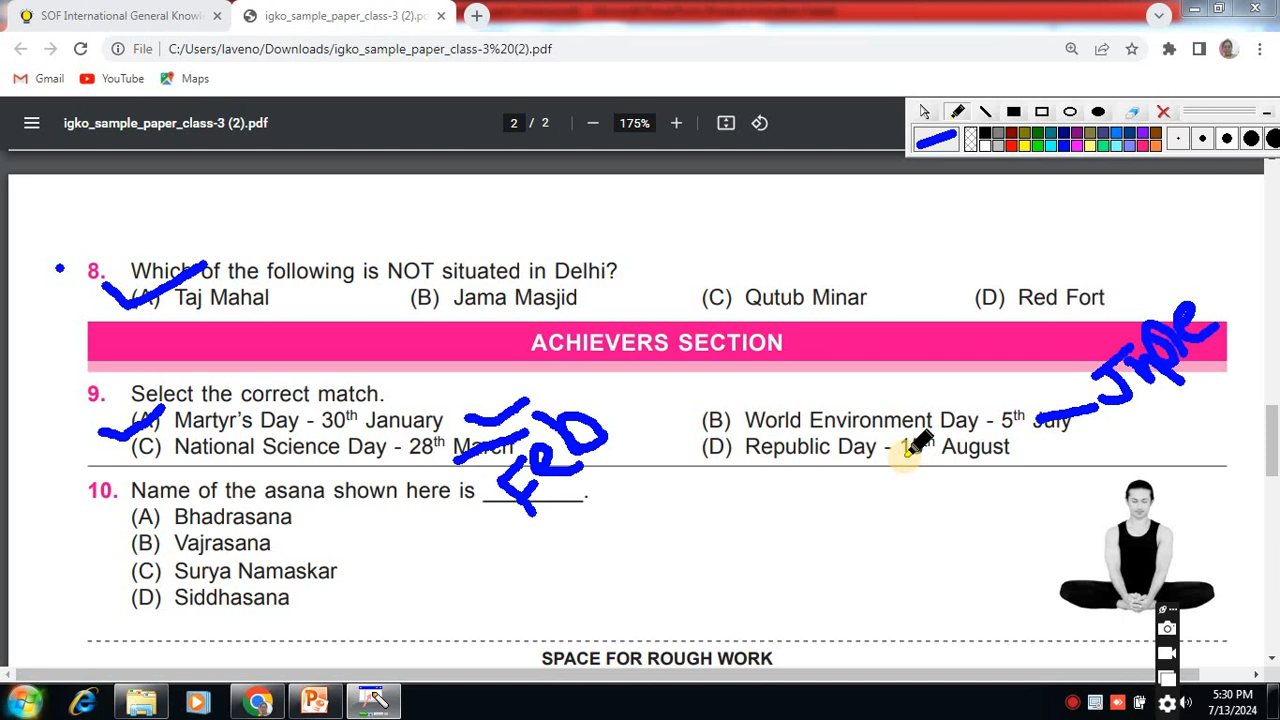 SOF International General Knowl
igko_sample_paper_class-3 (2).pd
File C:/Users/laveno/Downloads/igko_sample_paper_class-3%20(2).pdf
Gmail YouTube Maps
igko_sample_paper_class-3 (2).pdf 2 / 2 175%
8. Which of the following is NOT situated in Delhi?
(A) Taj Mahal (B) Jama Masjid (C) Qutub Minar (D) Red Fort
ACHIEVERS SECTION
9. Select the correct match.
(A) Martyr's Day - 30th January (B) World Environment Day - 5th July
(C) National Science Day - 28th March (D) Republic Day - August
Feb
June
10. Name of the asana shown here is ________.
(A) Bhadrasana
(B) Vajrasana
(C) Surya Namaskar
(D) Siddhasana
SPACE FOR ROUGH WORK
5:30 PM
7/13/2024